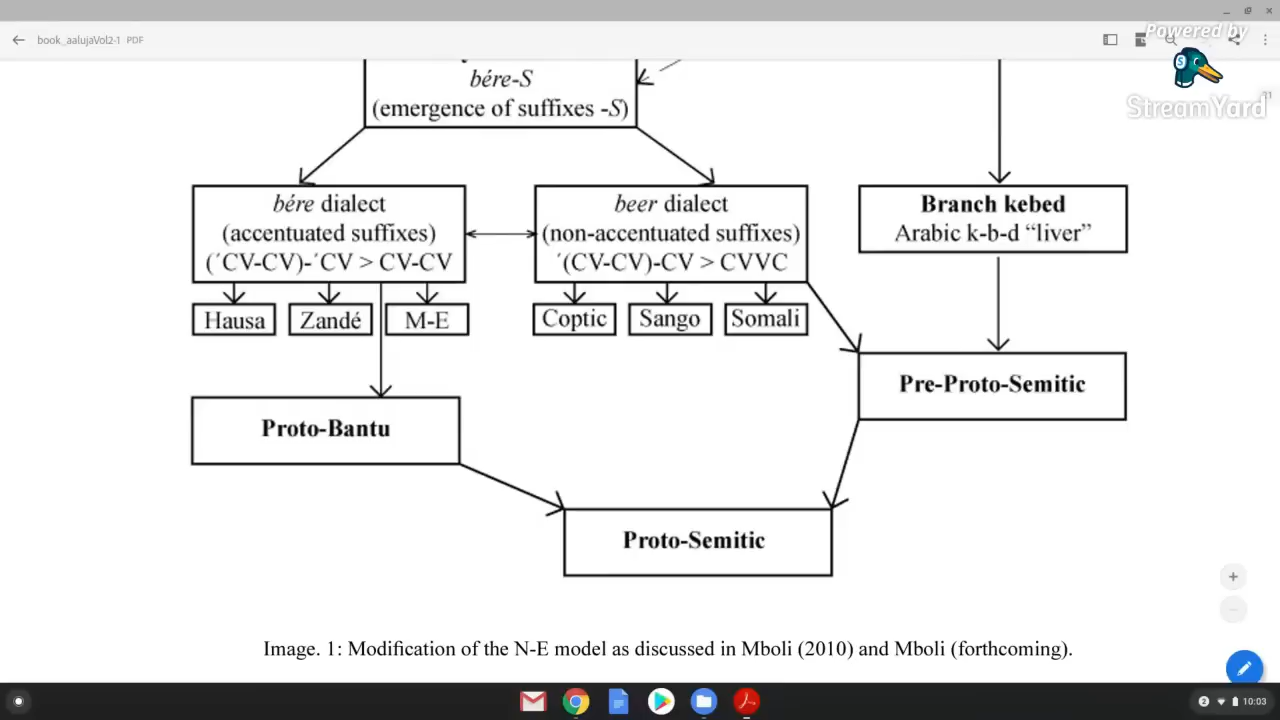 book_aalujaVol2-1 PDF
Powered by
StreamYard
bére-S
(emergence of suffixes -S)
bére dialect
(accentuated suffixes)
(´CV-CV)-´CV > CV-CV
beer dialect
(non-accentuated suffixes)
´(CV-CV)-CV > CVVC
Branch kebed
Arabic k-b-d “liver”
Hausa
Zandé
M-E
Coptic
Sango
Somali
Pre-Proto-Semitic
Proto-Bantu
Proto-Semitic
Image. 1: Modification of the N-E model as discussed in Mboli (2010) and Mboli (forthcoming).
2
10:03